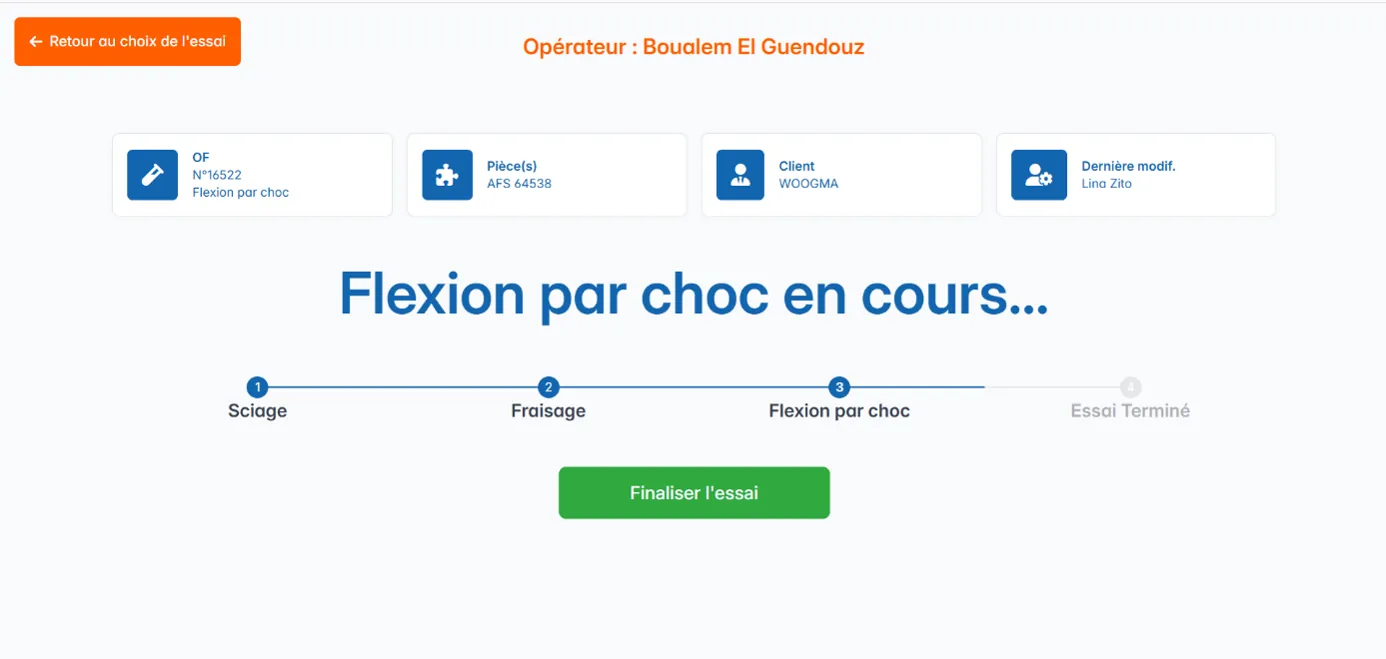 ← Retour au choix de l'essai
Opérateur : Boualem El Guendouz
OF
N°16522
Flexion par choc
Pièce(s)
AFS 64538
Client
WOOGMA
Dernière modif.
Lina Zito
Flexion par choc en cours...
1
2
3
4
Sciage
Fraisage
Flexion par choc
Essai Terminé
Finaliser l'essai